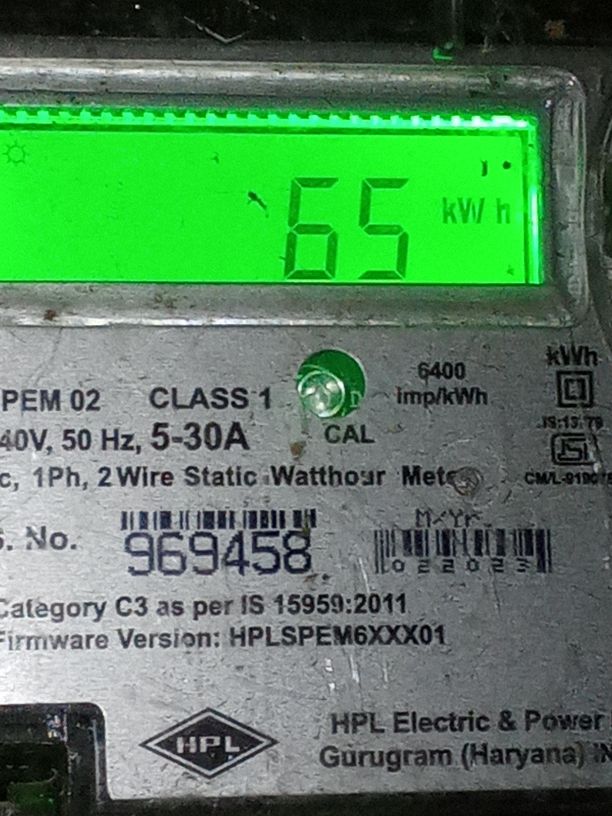 65 kWh
PEM 02 CLASS 1
6400
imp/kWh
kWh
40V, 50 Hz, 5-30A
CAL
c, 1Ph, 2 Wire Static Watthour Mete
S. No.
969458
M/Yr.
022023
Category C3 as per IS 15959:2011
Firmware Version: HPLSPEM6XXX01
HPL
HPL Electric & Power
Gurugram (Haryana) IN